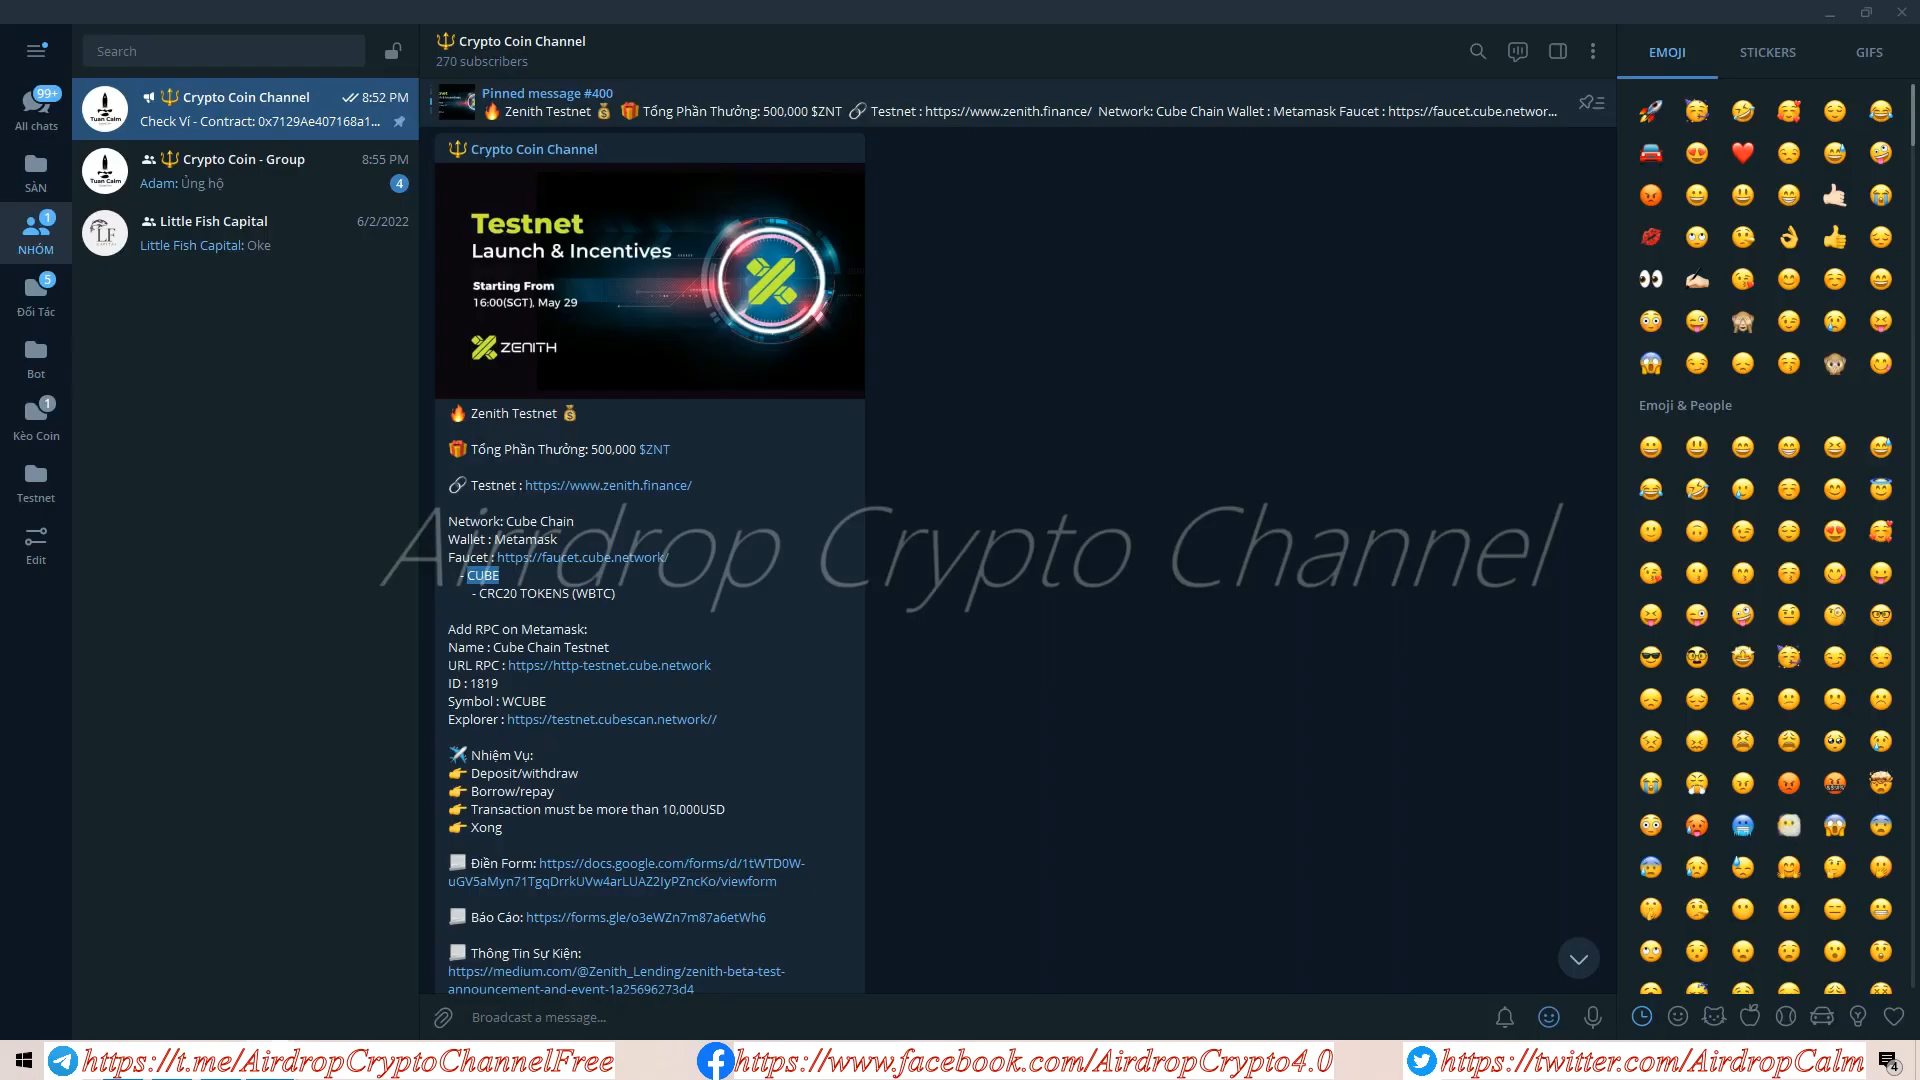 Search
Crypto Coin Channel
270 subscribers
EMOJI
STICKERS
GIFS
99+
All chats
SÀN
1
NHÓM
5
Đối Tác
Bot
1
Kèo Coin
Testnet
Edit
Crypto Coin Channel
8:52 PM
Check Ví - Contract: 0x7129Ae407168a1...
Crypto Coin - Group
8:55 PM
Adam: Ủng hộ
4
Little Fish Capital
6/2/2022
Little Fish Capital: Oke
Tuan Calm
Tuan Calm
LF
Pinned message #400
🔥 Zenith Testnet 💰 🎁 Tổng Phần Thưởng: 500,000 $ZNT 🔗 Testnet : https://www.zenith.finance/ Network: Cube Chain Wallet : Metamask Faucet : https://faucet.cube.networ...
Crypto Coin Channel
Testnet
Launch & Incentives
Starting From
16:00(SGT), May 29
ZENITH
🔥 Zenith Testnet 💰
🎁 Tổng Phần Thưởng: 500,000 $ZNT
🔗 Testnet : https://www.zenith.finance/
Network: Cube Chain
Wallet : Metamask
Faucet : https://faucet.cube.network/
- CUBE
- CRC20 TOKENS (WBTC)
Add RPC on Metamask:
Name : Cube Chain Testnet
URL RPC : https://http-testnet.cube.network
ID : 1819
Symbol : WCUBE
Explorer : https://testnet.cubescan.network//
✈️ Nhiệm Vụ:
👉 Deposit/withdraw
👉 Borrow/repay
👉 Transaction must be more than 10,000USD
👉 Xong
📃 Điền Form: https://docs.google.com/forms/d/1tWTD0W-
uGV5aMyn71TgqDrrkUVw4arLUAZ2IyPZncKo/viewform
📃 Báo Cáo: https://forms.gle/o3eWZn7m87a6etWh6
📃 Thông Tin Sự Kiện:
https://medium.com/@Zenith_Lending/zenith-beta-test-
announcement-and-event-1a25696273d4
Airrdrop Crypto Channel
Emoji & People
Broadcast a message...
https://t.me/AirdropCryptoChannelFree
https://www.facebook.com/AirdropCrypto4.0
https://twitter.com/AirdropCalm
4